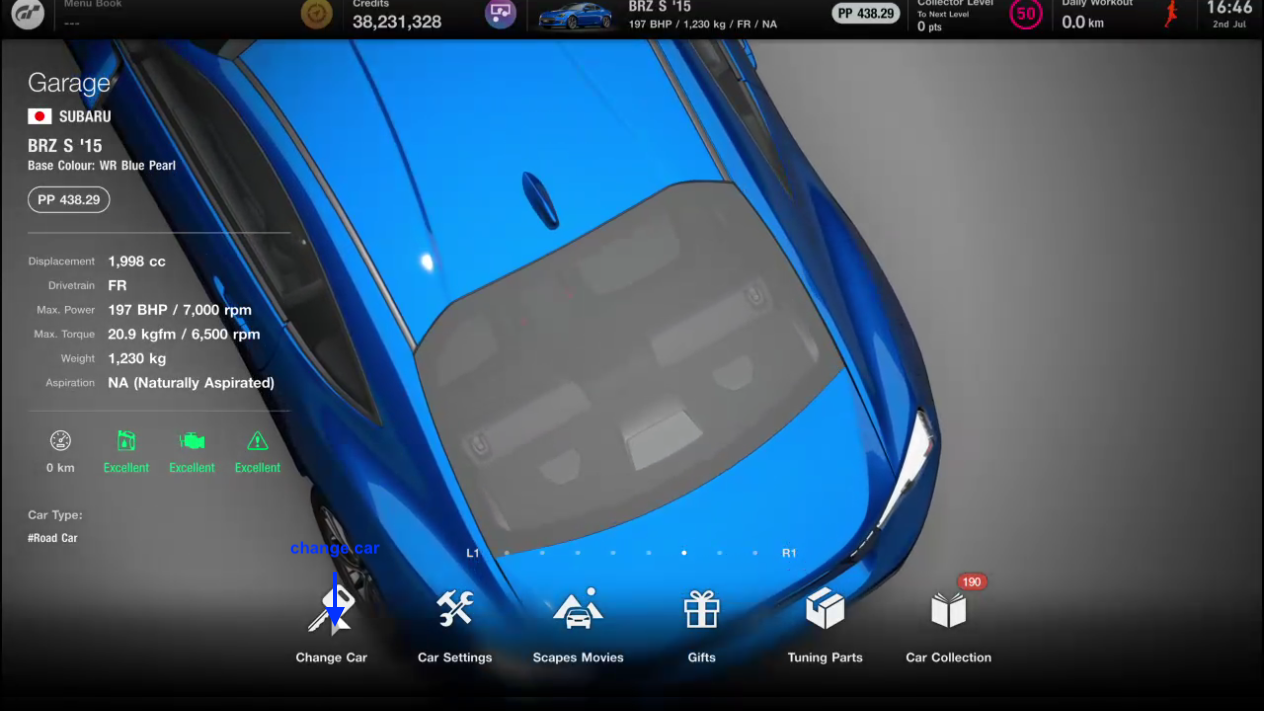 Menu Book
---
Credits
38,231,328
BRZ S '15
197 BHP / 1,230 kg / FR / NA
PP 438.29
Collector Level
To Next Level
0 pts
50
Daily Workout
0.0 km
16:46
2nd Jul
Garage
SUBARU
BRZ S '15
Base Colour: WR Blue Pearl
PP 438.29
Displacement 1,998 cc
Drivetrain FR
Max. Power 197 BHP / 7,000 rpm
Max. Torque 20.9 kgfm / 6,500 rpm
Weight 1,230 kg
Aspiration NA (Naturally Aspirated)
0 km Excellent Excellent Excellent
Car Type:
#Road Car
change car
L1 R1
190
Change Car Car Settings Scapes Movies Gifts Tuning Parts Car Collection